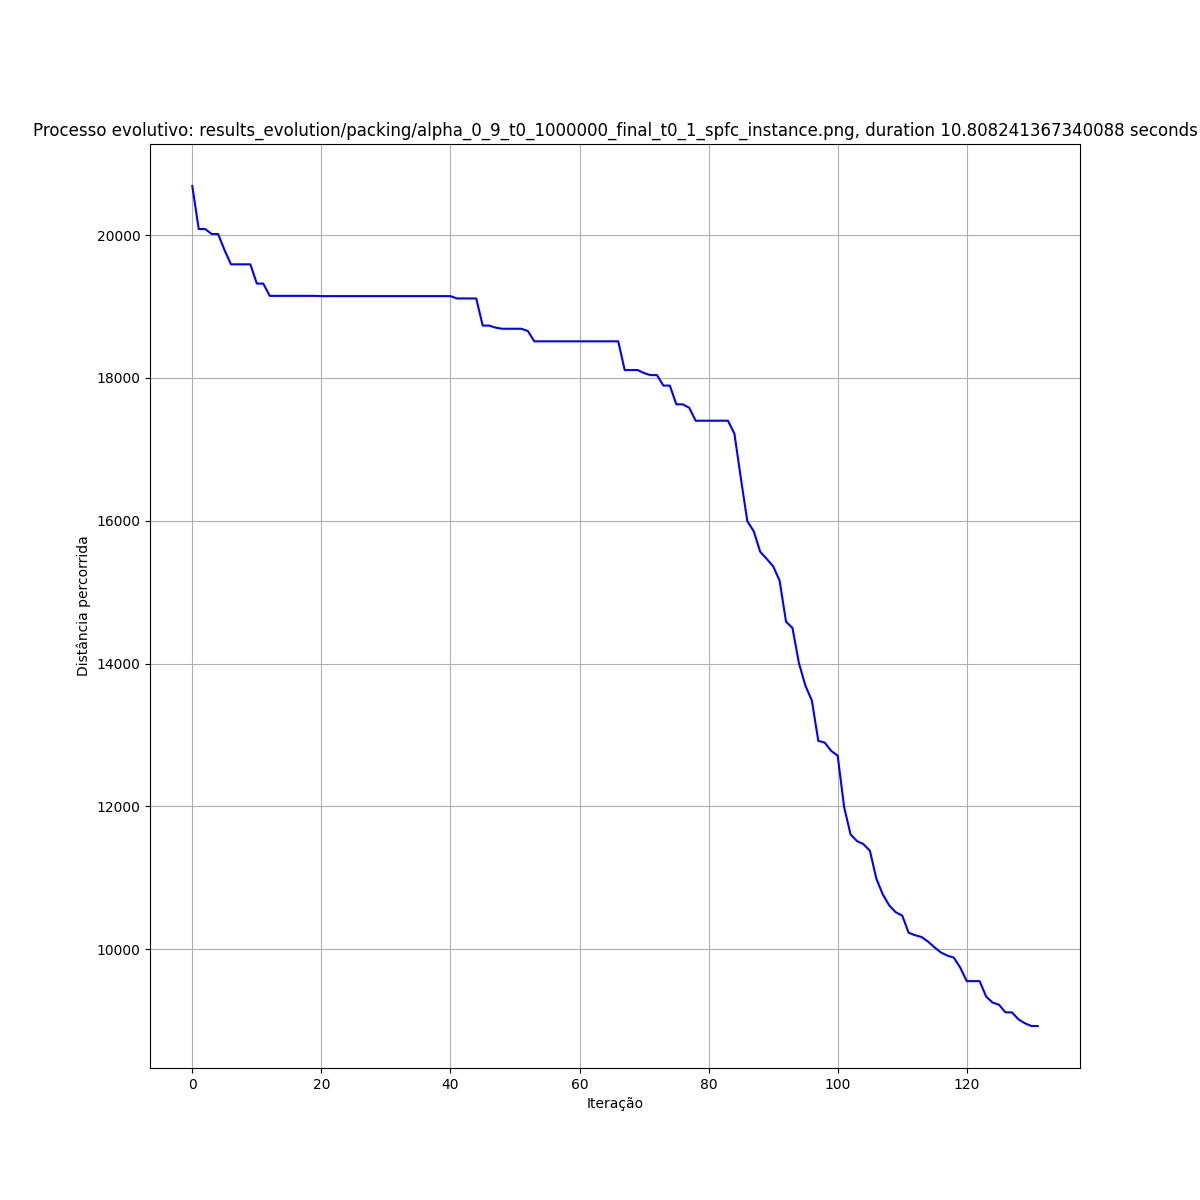 Processo evolutivo: results_evolution/packing/alpha_0_9_t0_1000000_final_t0_1_spfc_instance.png, duration 10.808241367340088 seconds
20000
18000
16000
14000
12000
10000
Distância percorrida
0 20 40 60 80 100 120
Iteração